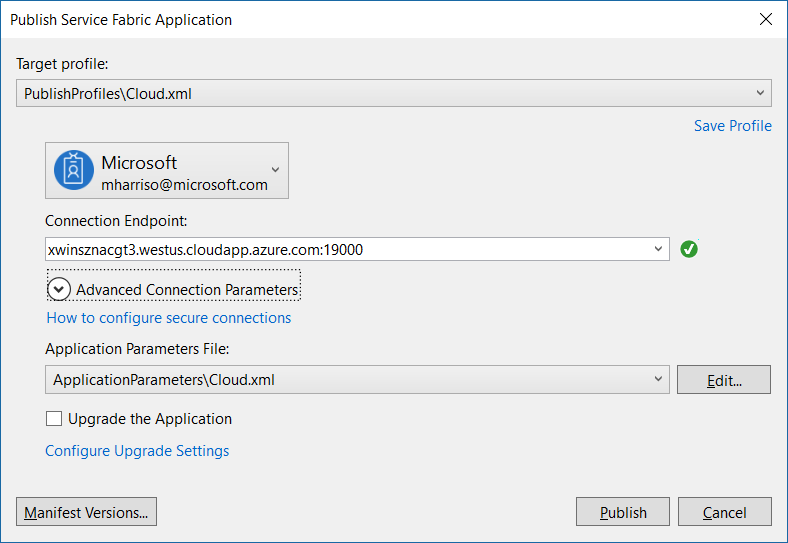 Publish Service Fabric Application
Target profile:
PublishProfiles\Cloud.xml
Save Profile
Microsoft
mharriso@microsoft.com
Connection Endpoint:
xwinsznacgt3.westus.cloudapp.azure.com:19000
Advanced Connection Parameters
How to configure secure connections
Application Parameters File:
ApplicationParameters\Cloud.xml
Edit...
Upgrade the Application
Configure Upgrade Settings
Manifest Versions...
Publish
Cancel